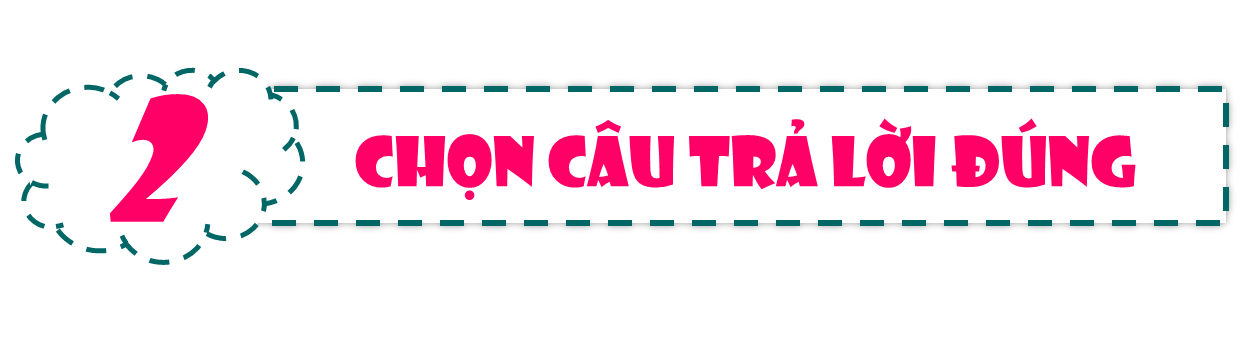 2 CHỌN CÂU TRẢ LỜI ĐÚNG